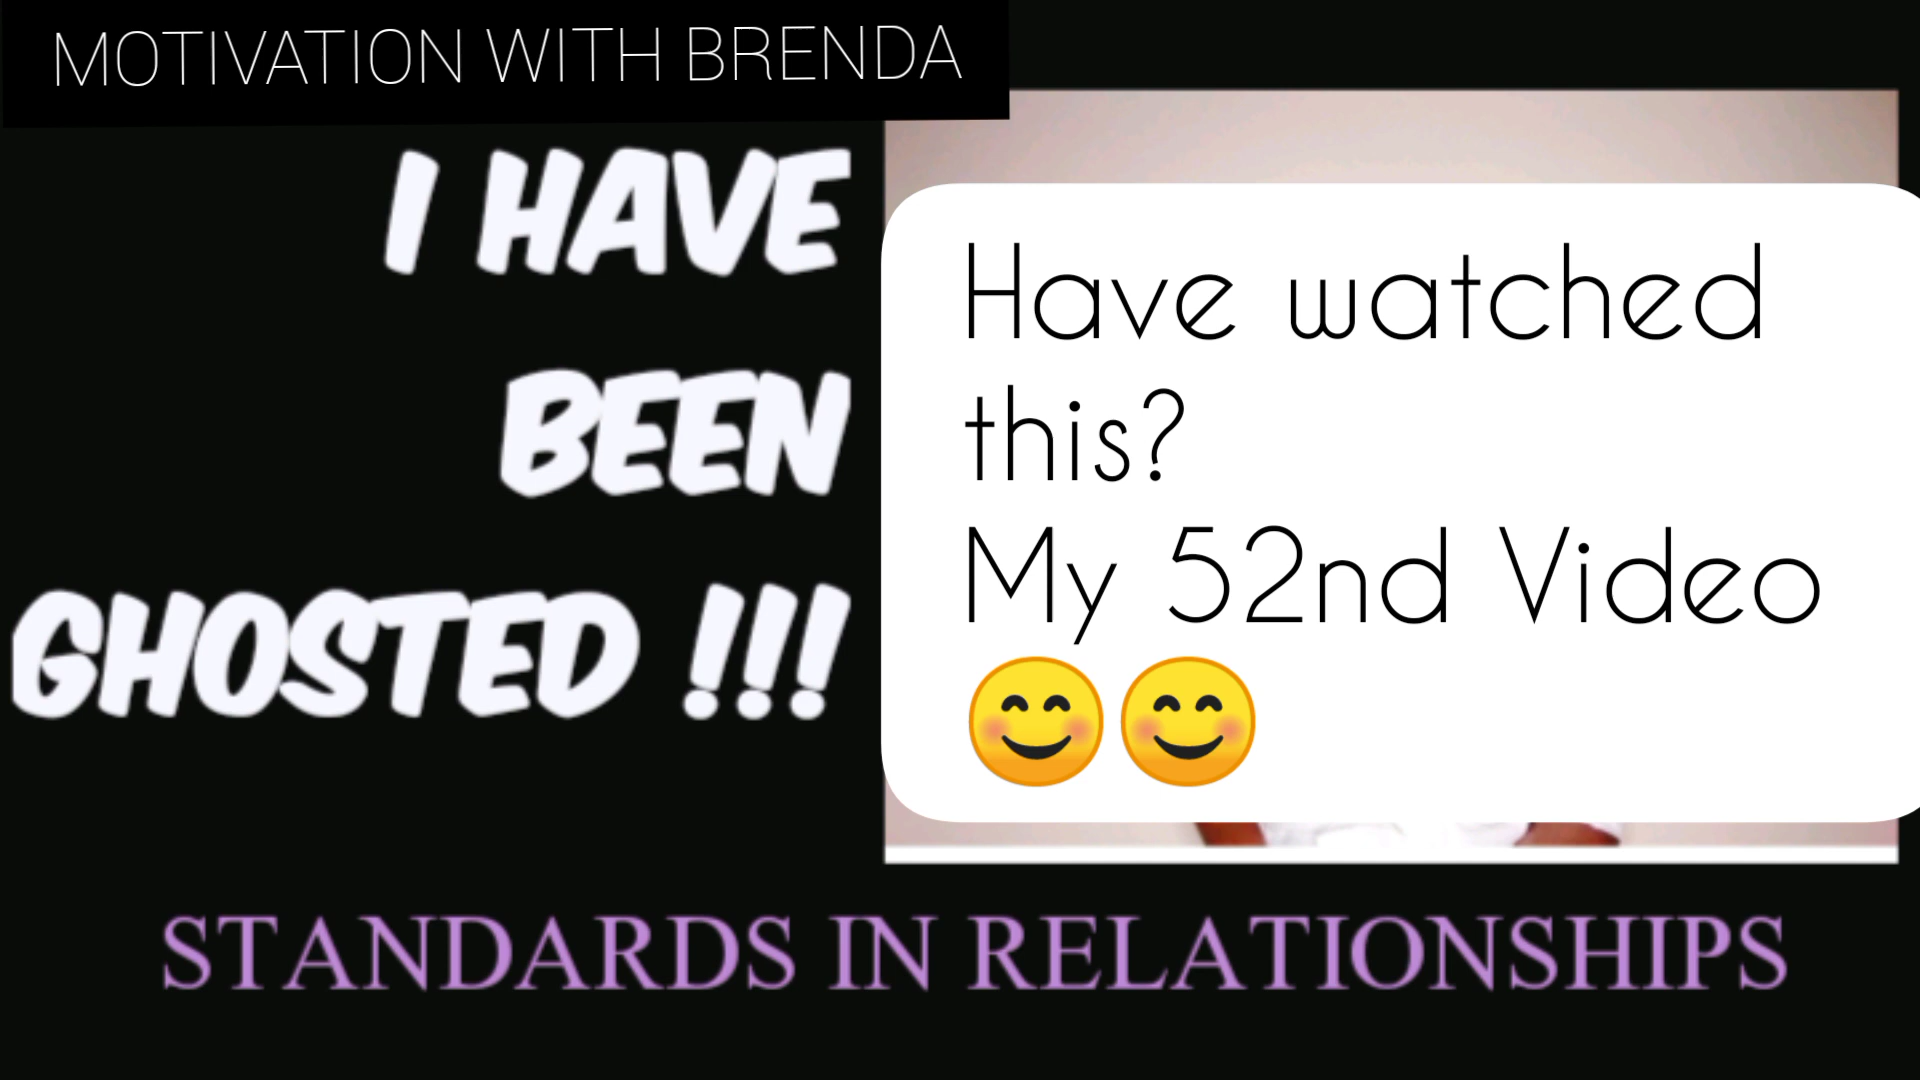 MOTIVATION WITH BRENDA
I HAVE
BEEN
GHOSTED !!!
Have watched
this?
My 52nd Video
😊😊
STANDARDS IN RELATIONSHIPS